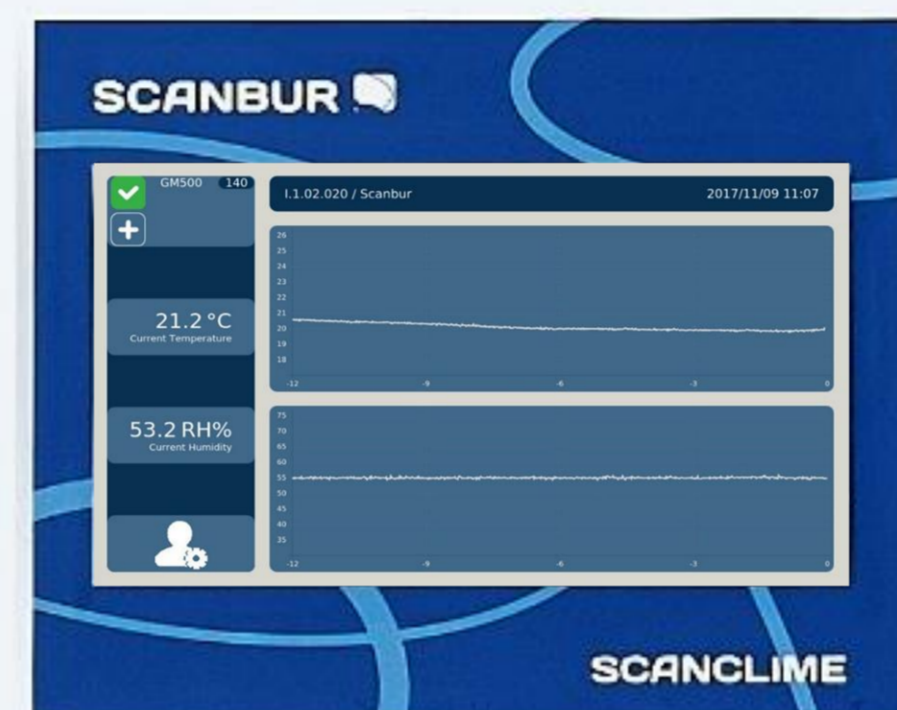 SCANBUR
GM500 140
I.1.02.020 / Scanbur 2017/11/09 11:07
21.2 °C
Current Temperature
53.2 RH%
Current Humidity
26
25
24
23
22
21
20
19
18
-12 -9 -6 -3 0
75
70
65
60
55
50
45
40
35
-12 -9 -6 -3 0
SCANCLIME